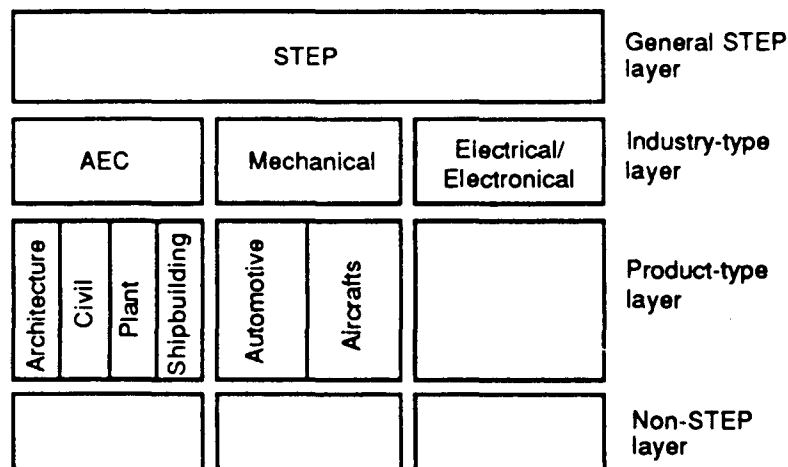 STEP
General STEP
layer
AEC
Mechanical
Electrical/
Electronical
Industry-type
layer
Architecture
Civil
Plant
Shipbuilding
Automotive
Aircrafts
Product-type
layer
Non-STEP
layer